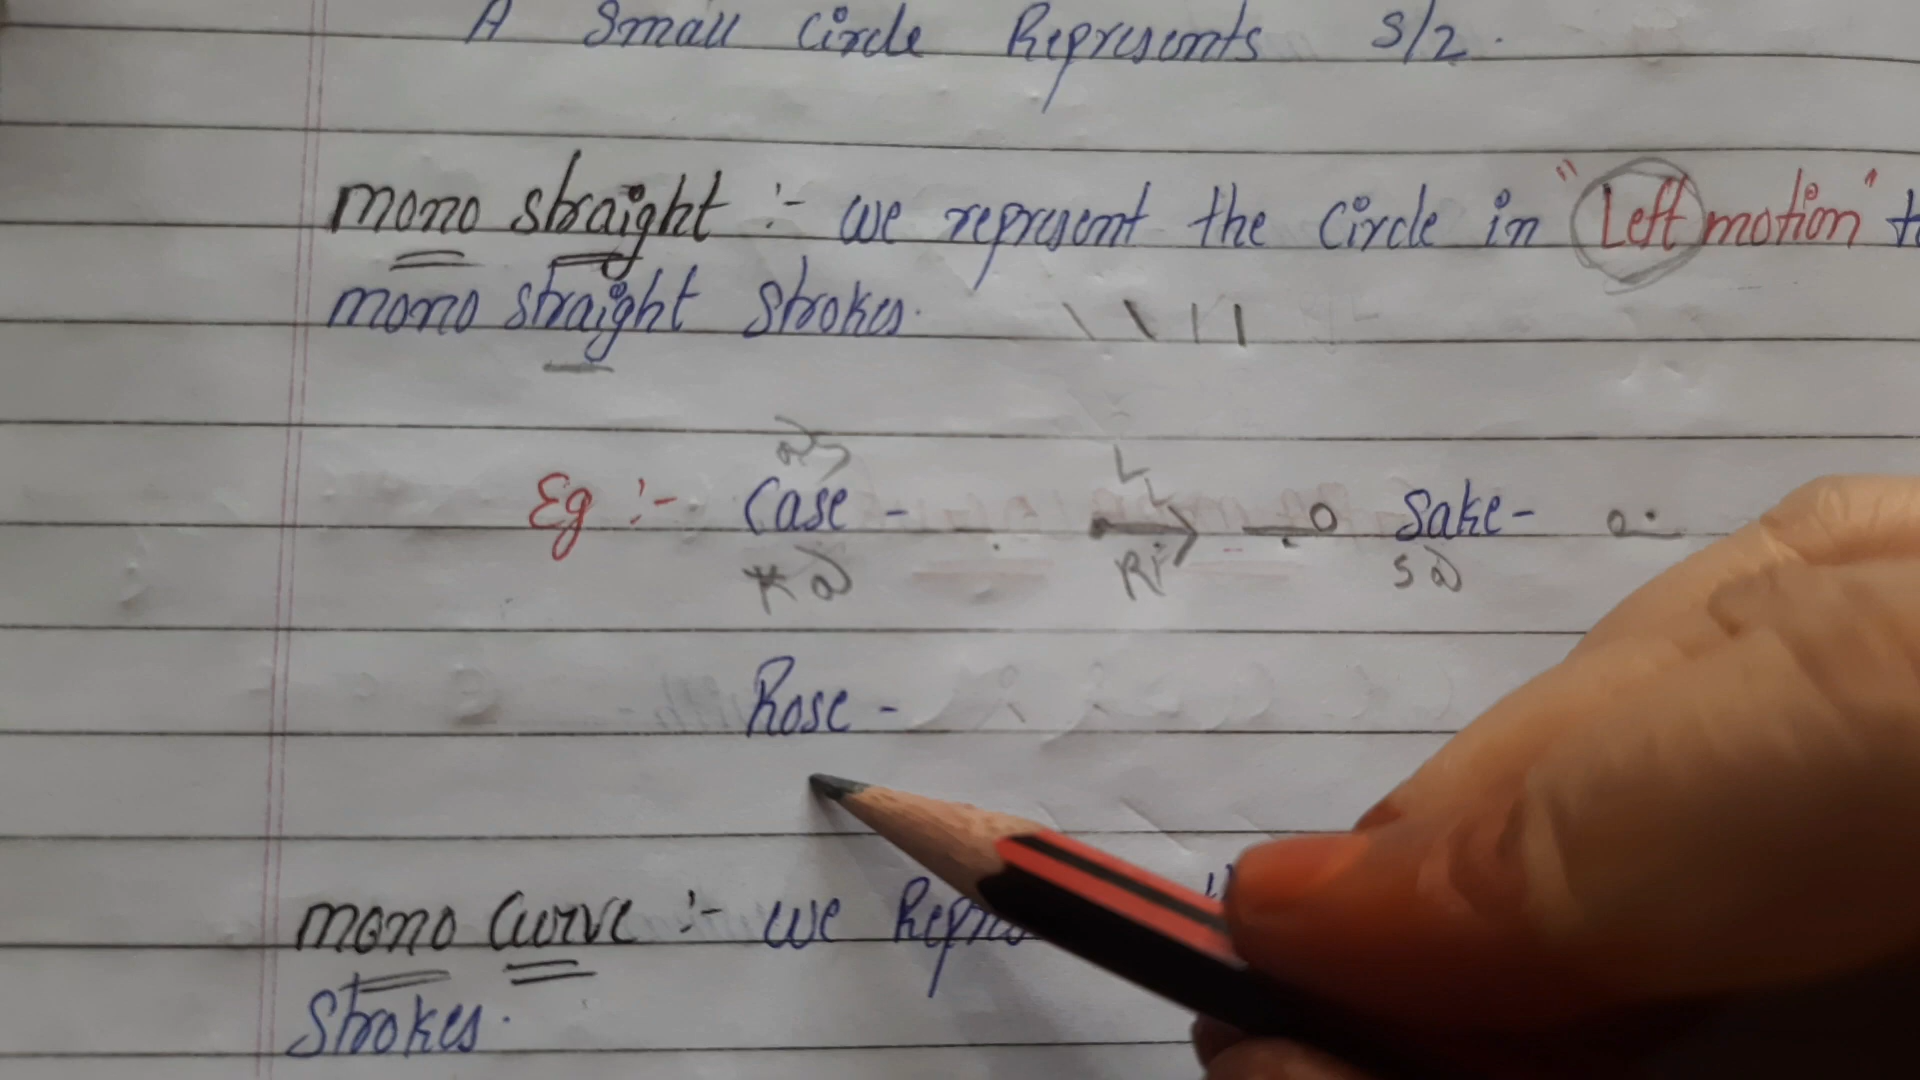 A Small Circle Represents S/Z.
mono straight :- we represent the Circle in "Left motion"
mono straight Strokes.
Eg :- Case - Sake -
Rose -
mono Curve :- we
Strokes.